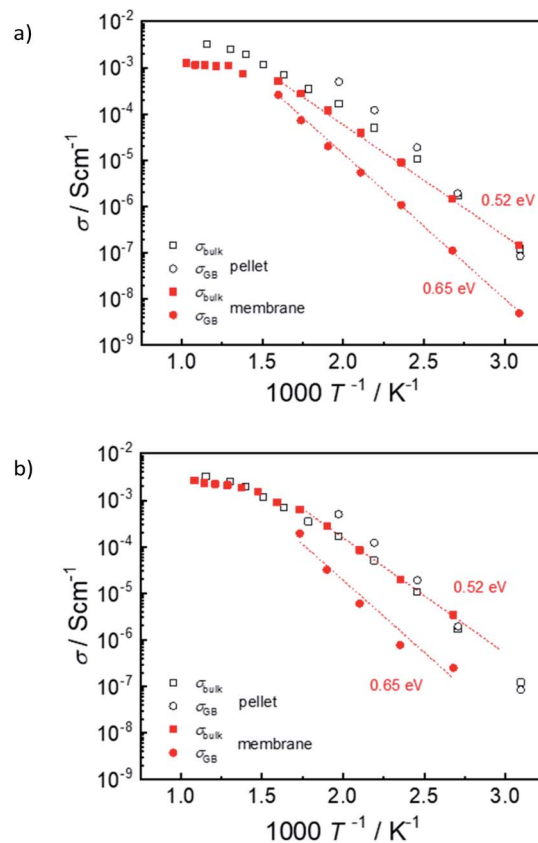 a)
10⁻²
10⁻³
10⁻⁴
10⁻⁵
10⁻⁶
10⁻⁷
10⁻⁸
10⁻⁹
σ / Scm⁻¹
0.52 eV
0.65 eV
σbulk
σGB pellet
σbulk
σGB membrane
1.0 1.5 2.0 2.5 3.0
1000 T⁻¹ / K⁻¹
b)
10⁻²
10⁻³
10⁻⁴
10⁻⁵
10⁻⁶
10⁻⁷
10⁻⁸
10⁻⁹
σ / Scm⁻¹
0.52 eV
0.65 eV
σbulk
σGB pellet
σbulk
σGB membrane
1.0 1.5 2.0 2.5 3.0
1000 T⁻¹ / K⁻¹